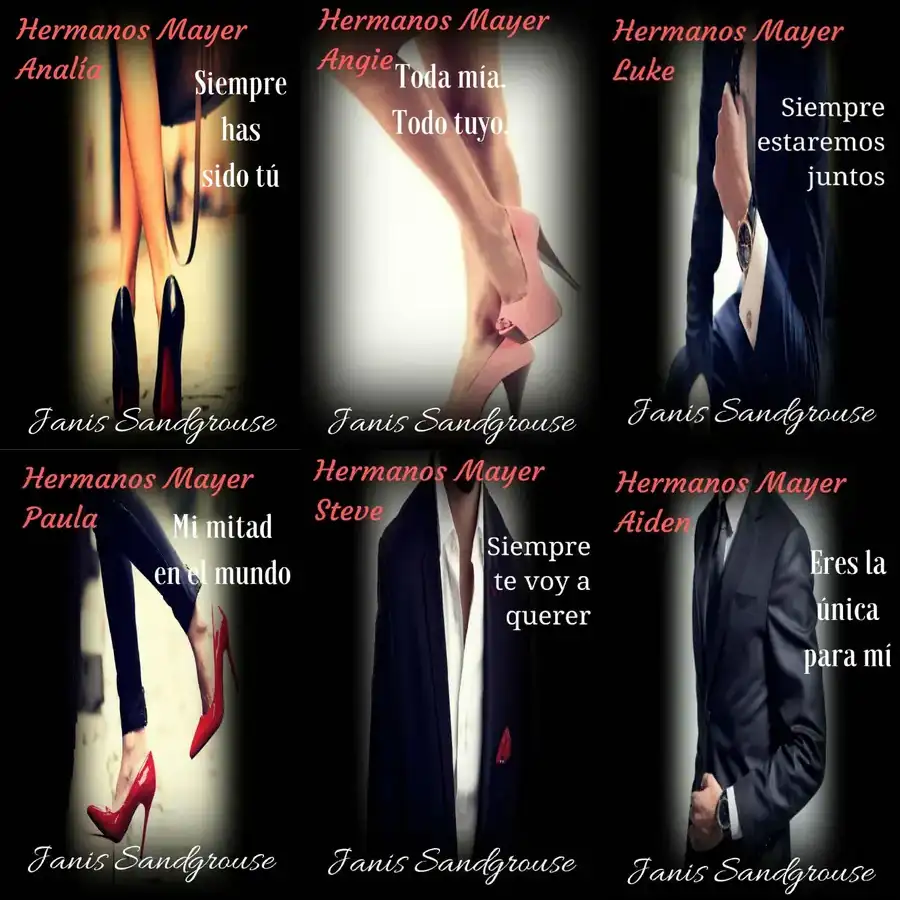 Hermanos Mayer
Analía
Siempre
has
sido tú
Janis Sandgrouse
Hermanos Mayer
Angie
Toda mía.
Todo tuyo.
Janis Sandgrouse
Hermanos Mayer
Luke
Siempre
estaremos
juntos
Janis Sandgrouse
Hermanos Mayer
Paula
Mi mitad
en el mundo
Janis Sandgrouse
Hermanos Mayer
Steve
Siempre
te voy a
querer
Janis Sandgrouse
Hermanos Mayer
Aiden
Eres la
única
para mí
Janis Sandgrouse